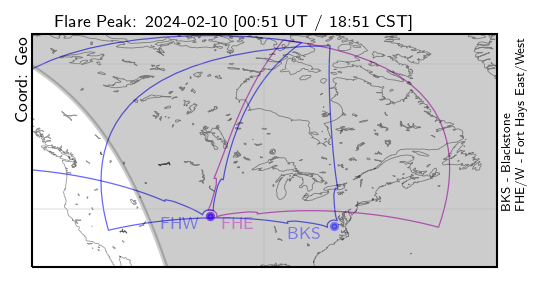 Flare Peak: 2024-02-10 [00:51 UT / 18:51 CST]
Coord: Geo
FHW
FHE
BKS
BKS - Blackstone
FHE/W - Fort Hays East/West